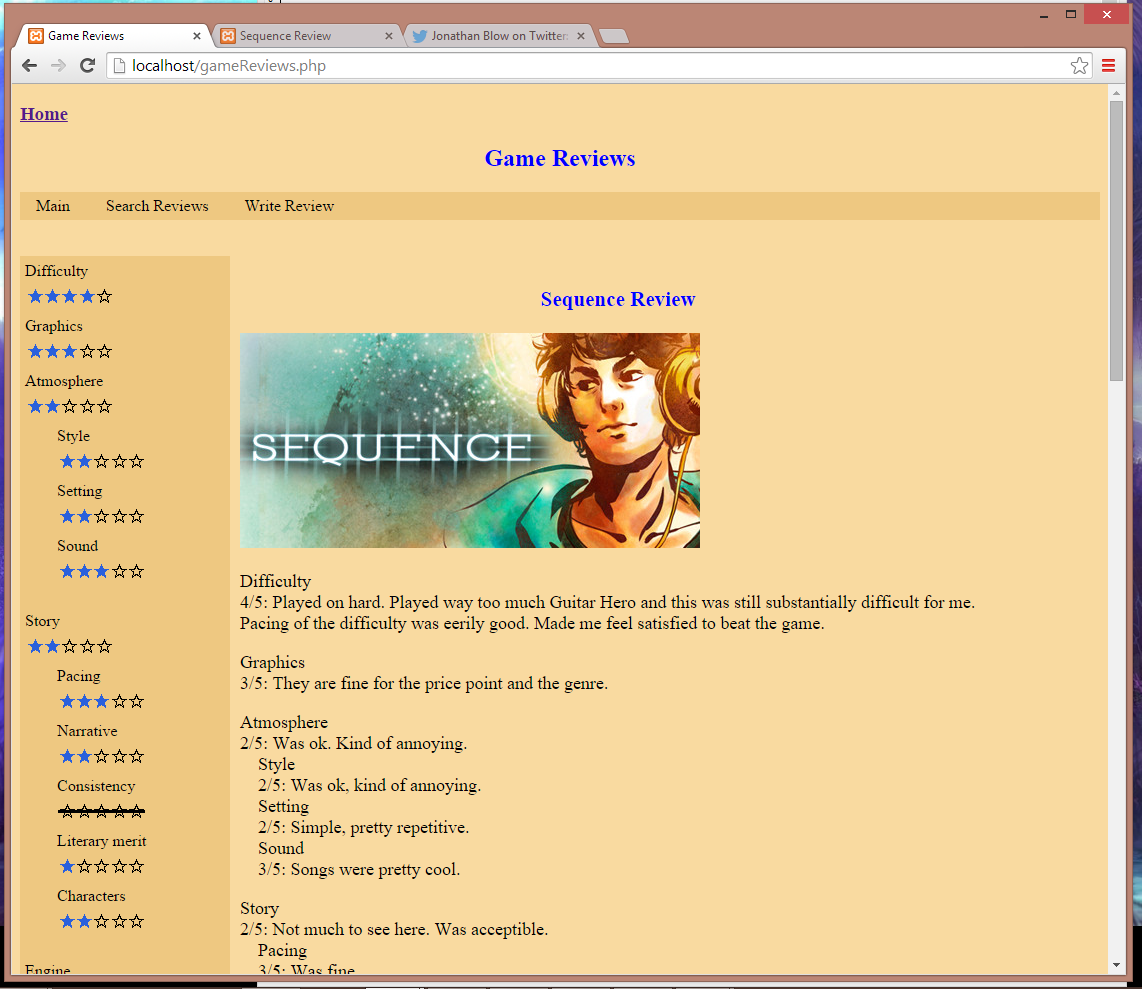 Game Reviews
Sequence Review
Jonathan Blow on Twitter:
localhost/gameReviews.php
Home
Game Reviews
Main Search Reviews Write Review
Difficulty
Graphics
Atmosphere
Style
Setting
Sound
Story
Pacing
Narrative
Consistency
Literary merit
Characters
Engine
Sequence Review
SEQUENCE
Difficulty
4/5: Played on hard. Played way too much Guitar Hero and this was still substantially difficult for me.
Pacing of the difficulty was eerily good. Made me feel satisfied to beat the game.
Graphics
3/5: They are fine for the price point and the genre.
Atmosphere
2/5: Was ok. Kind of annoying.
Style
2/5: Was ok, kind of annoying.
Setting
2/5: Simple, pretty repetitive.
Sound
3/5: Songs were pretty cool.
Story
2/5: Not much to see here. Was acceptible.
Pacing
3/5: Was fine